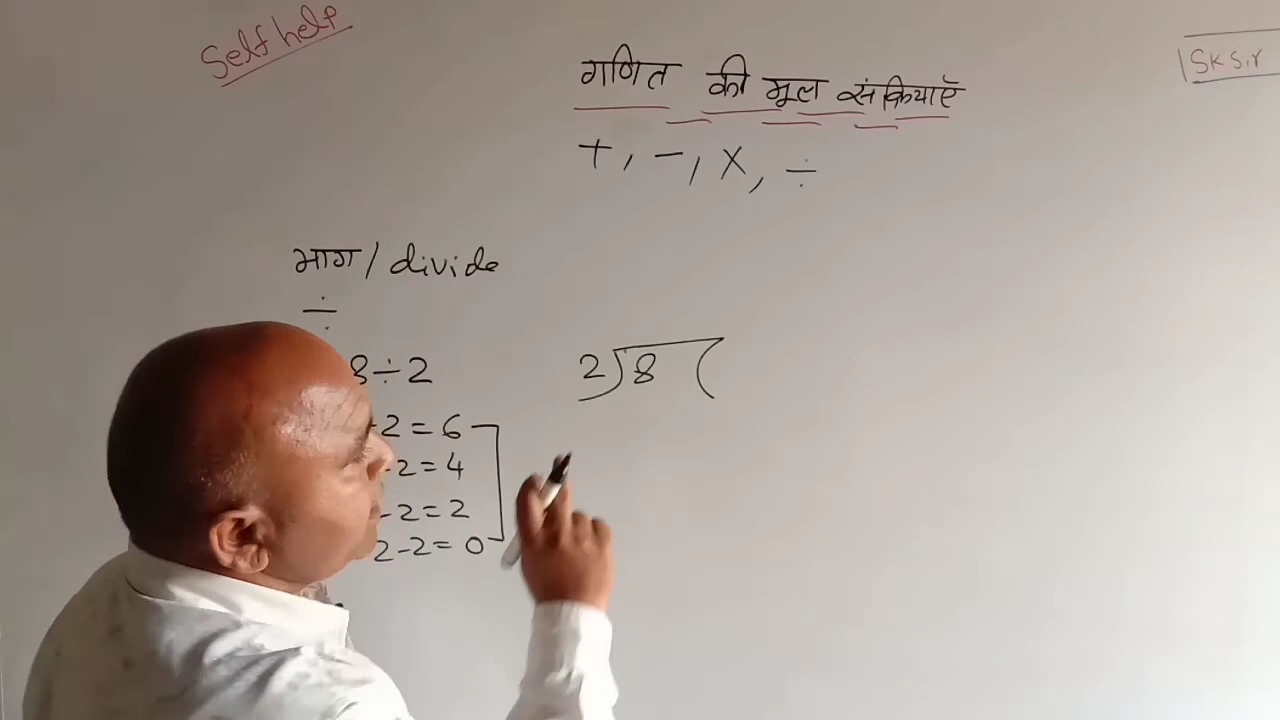 Self help
गणित की मूल संक्रियाएँ
SK Sir
+, -, ×, ÷
भाग / divide
÷
8÷2
2)8(
-2=6
-2=4
-2=2
2-2=0